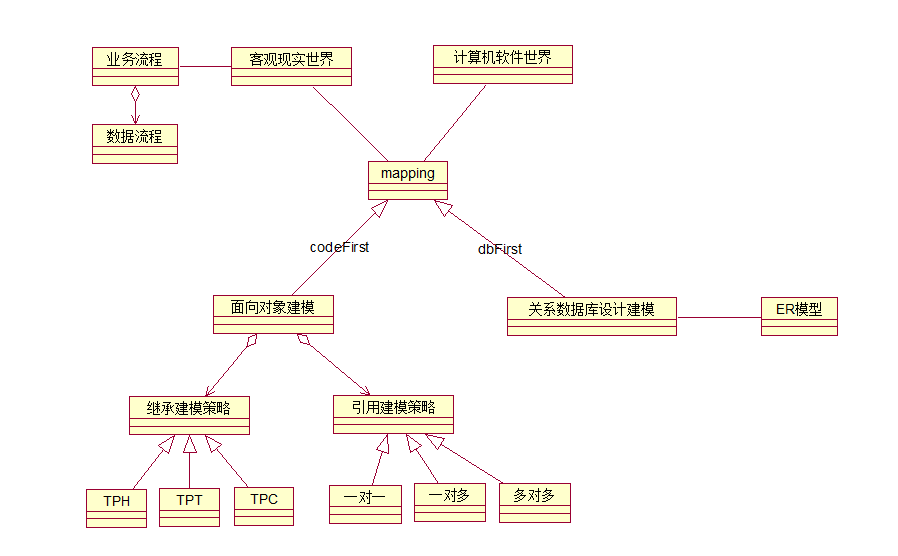 业务流程
客观现实世界
计算机软件世界
数据流程
mapping
codeFirst
dbFirst
面向对象建模
关系数据库设计建模
ER模型
继承建模策略
引用建模策略
TPH
TPT
TPC
一对一
一对多
多对多